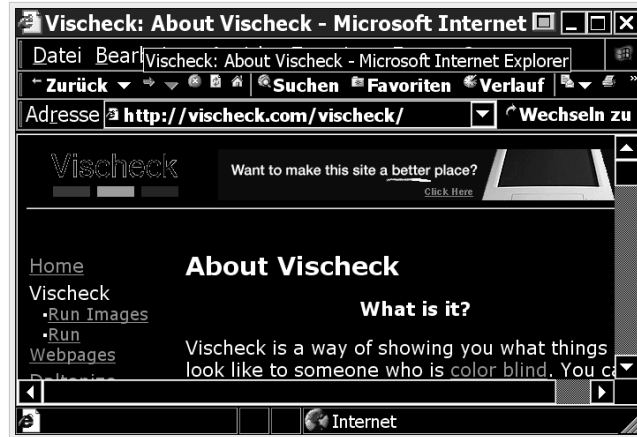 Vischeck: About Vischeck - Microsoft Internet
Datei Bear
Vischeck: About Vischeck - Microsoft Internet Explorer
Zurück Suchen Favoriten Verlauf »
Adresse http://vischeck.com/vischeck/ Wechseln zu
Vischeck
Want to make this site a better place?
Click Here
Home
Vischeck
Run Images
Run
Webpages
Daltonize
About Vischeck
What is it?
Vischeck is a way of showing you what things
look like to someone who is color blind. You ca
Internet